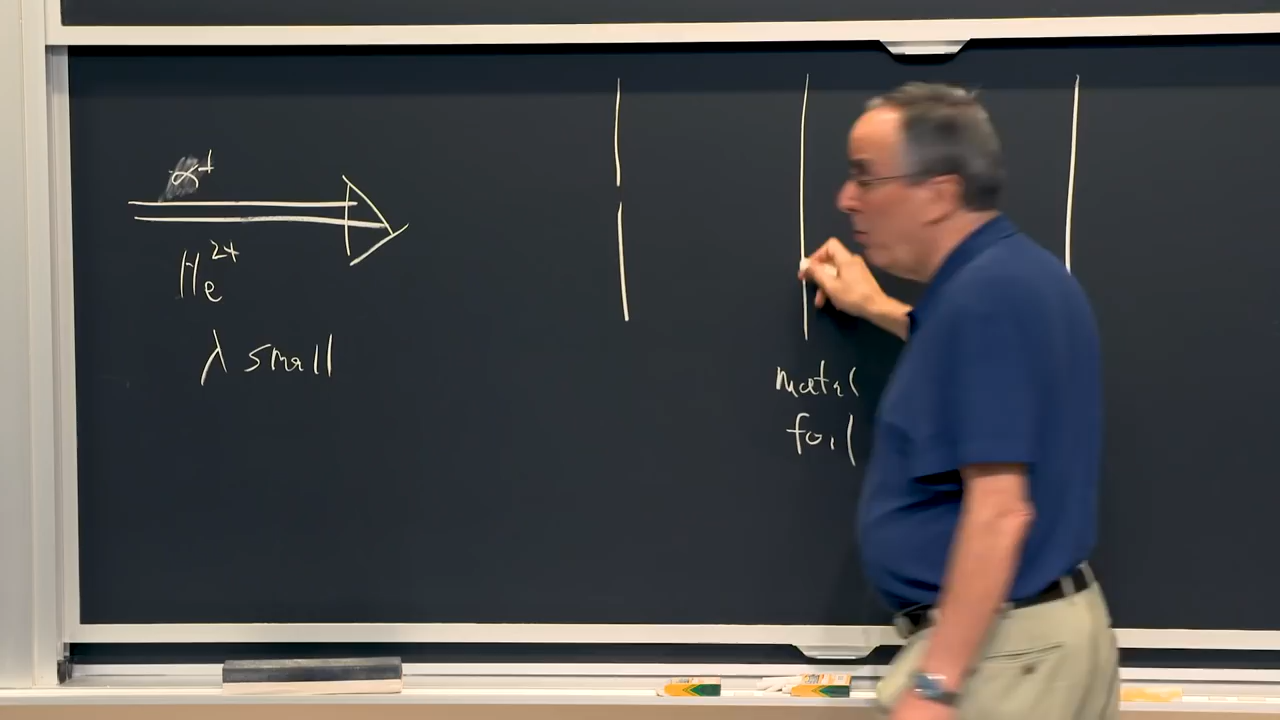 α+
He2+
λ small
metal
foil